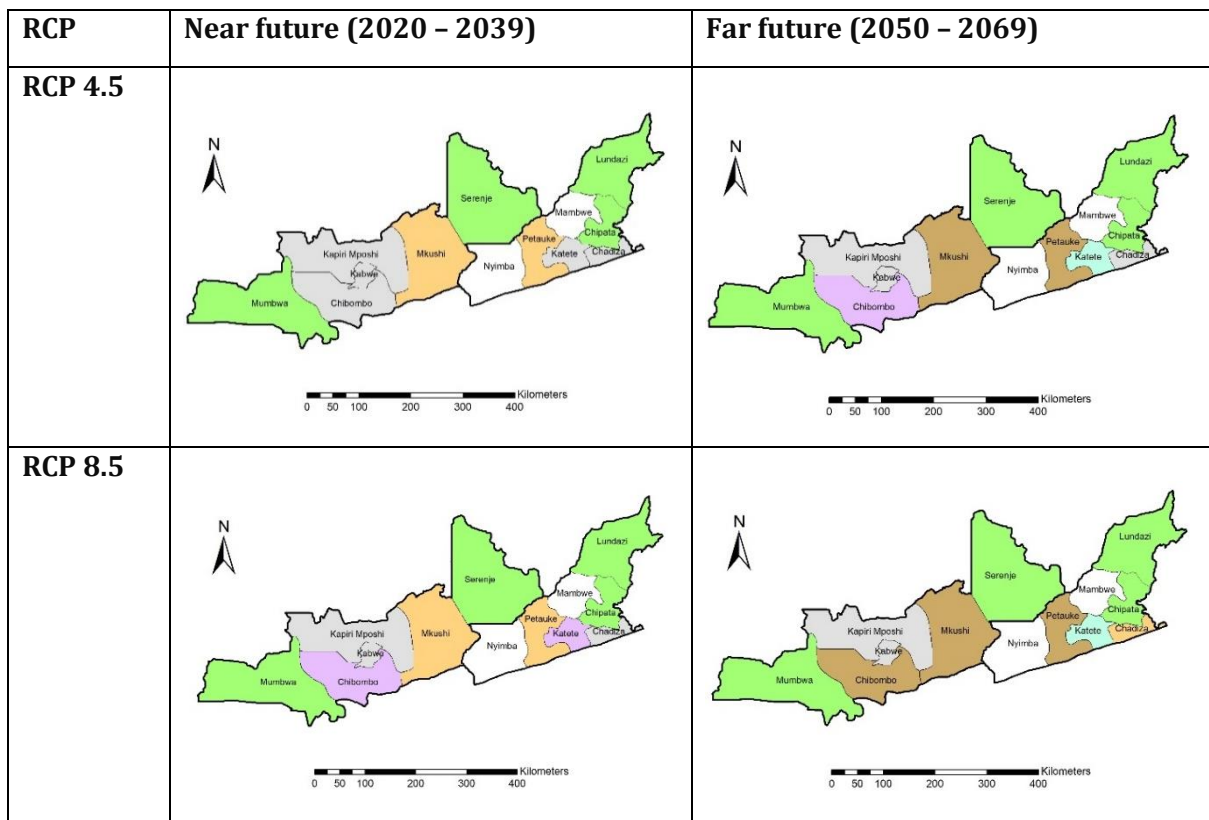 RCP Near future (2020 – 2039) Far future (2050 – 2069)
RCP 4.5
N
Lundazi
Serenje
Mambwe
Chipata
Petauke
Katete
Chadiza
Kapiri Mposhi
Mkushi
Nyimba
Kabwe
Mumbwa
Chibombo
Kilometers
0 50 100 200 300 400
N
Lundazi
Serenje
Mambwe
Chipata
Petauke
Katete
Chadiza
Kapiri Mposhi
Mkushi
Nyimba
Kabwe
Mumbwa
Chibombo
Kilometers
0 50 100 200 300 400
RCP 8.5
N
Lundazi
Serenje
Mambwe
Chipata
Petauke
Katete
Chadiza
Kapiri Mposhi
Mkushi
Nyimba
Kabwe
Mumbwa
Chibombo
Kilometers
0 50 100 200 300 400
N
Lundazi
Serenje
Mambwe
Chipata
Petauke
Katete
Chadiza
Kapiri Mposhi
Mkushi
Nyimba
Kabwe
Mumbwa
Chibombo
Kilometers
0 50 100 200 300 400